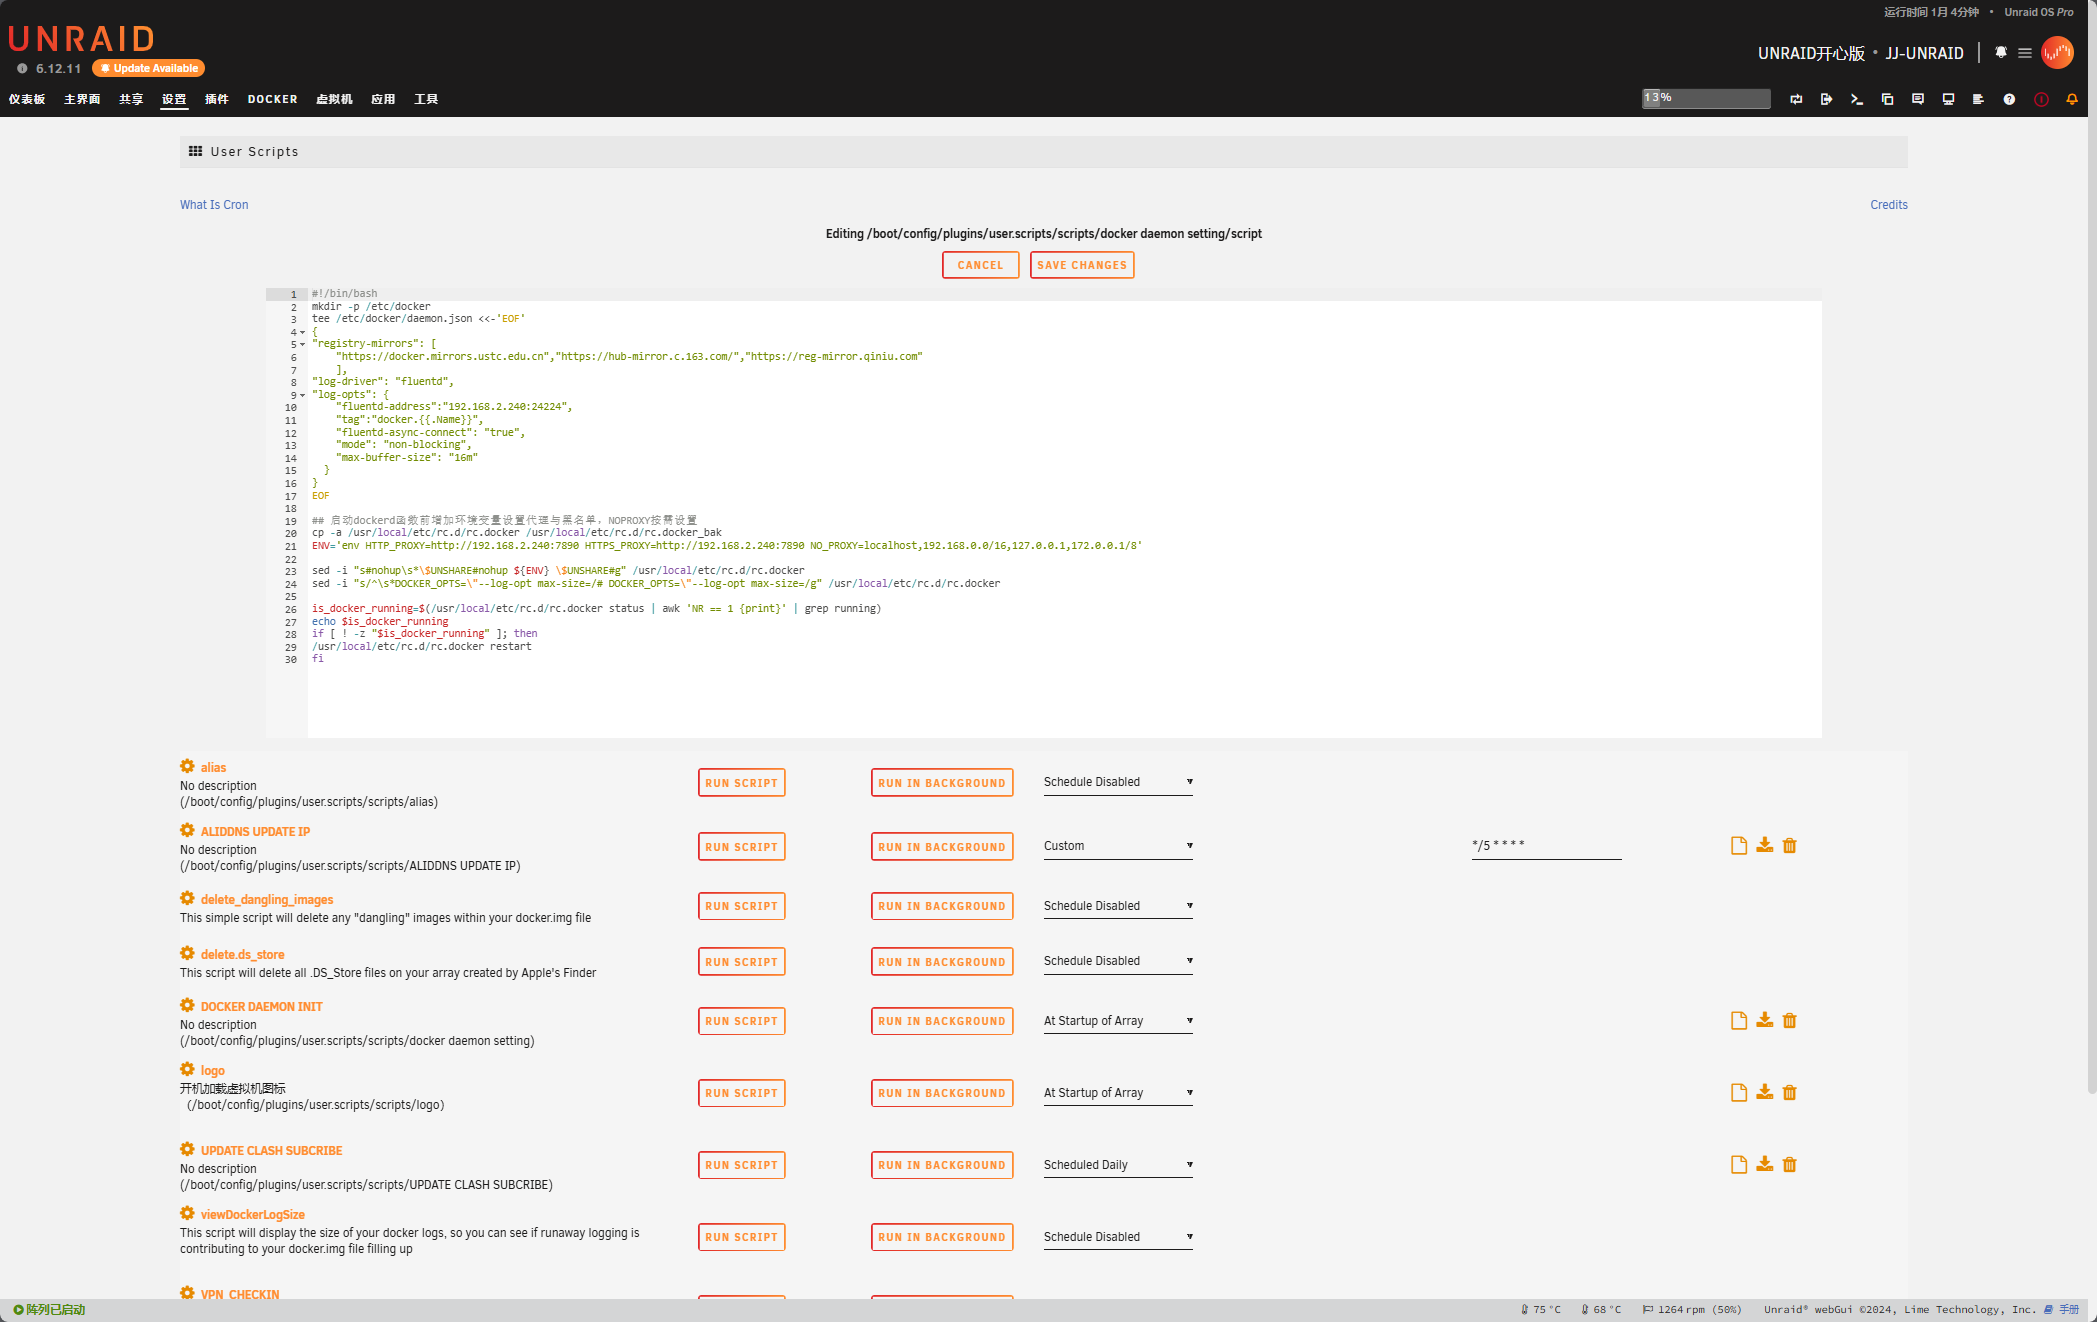 运行时间 1月 4分钟 • Unraid OS Pro
UNRAID
UNRAID开心版 • JJ-UNRAID
6.12.11 Update Available
仪表板 主界面 共享 设置 插件 DOCKER 虚拟机 应用 工具
13%
User Scripts
What Is Cron
Credits
Editing /boot/config/plugins/user.scripts/scripts/docker daemon setting/script
CANCEL SAVE CHANGES
1 #!/bin/bash
2 mkdir -p /etc/docker
3 tee /etc/docker/daemon.json <<-'EOF'
4 {
5 "registry-mirrors": [
6 "https://docker.mirrors.ustc.edu.cn","https://hub-mirror.c.163.com/","https://reg-mirror.qiniu.com"
7 ],
8 "log-driver": "fluentd",
9 "log-opts": {
10 "fluentd-address":"192.168.2.240:24224",
11 "tag":"docker.{{.Name}}",
12 "fluentd-async-connect": "true",
13 "mode": "non-blocking",
14 "max-buffer-size": "16m"
15 }
16 }
17 EOF
18
19 ## 启动dockerd函数前增加环境变量设置代理与黑名单，NOPROXY按需设置
20 cp -a /usr/local/etc/rc.d/rc.docker /usr/local/etc/rc.d/rc.docker_bak
21 ENV='env HTTP_PROXY=http://192.168.2.240:7890 HTTPS_PROXY=http://192.168.2.240:7890 NO_PROXY=localhost,192.168.0.0/16,127.0.0.1,172.0.0.1/8'
22
23 sed -i "s#nohup\s*\$UNSHARE#nohup ${ENV} \$UNSHARE#g" /usr/local/etc/rc.d/rc.docker
24 sed -i "s/^\s*DOCKER_OPTS=\"--log-opt max-size=/# DOCKER_OPTS=\"--log-opt max-size=/g" /usr/local/etc/rc.d/rc.docker
25
26 is_docker_running=$(/usr/local/etc/rc.d/rc.docker status | awk 'NR == 1 {print}' | grep running)
27 echo $is_docker_running
28 if [ ! -z "$is_docker_running" ]; then
29 /usr/local/etc/rc.d/rc.docker restart
30 fi
alias
No description
(/boot/config/plugins/user.scripts/scripts/alias)
RUN SCRIPT RUN IN BACKGROUND Schedule Disabled
ALIDDNS UPDATE IP
No description
(/boot/config/plugins/user.scripts/scripts/ALIDDNS UPDATE IP)
RUN SCRIPT RUN IN BACKGROUND Custom */5 * * * *
delete_dangling_images
This simple script will delete any "dangling" images within your docker.img file
RUN SCRIPT RUN IN BACKGROUND Schedule Disabled
delete.ds_store
This script will delete all .DS_Store files on your array created by Apple's Finder
RUN SCRIPT RUN IN BACKGROUND Schedule Disabled
DOCKER DAEMON INIT
No description
(/boot/config/plugins/user.scripts/scripts/docker daemon setting)
RUN SCRIPT RUN IN BACKGROUND At Startup of Array
logo
开机加载虚拟机图标
（/boot/config/plugins/user.scripts/scripts/logo）
RUN SCRIPT RUN IN BACKGROUND At Startup of Array
UPDATE CLASH SUBCRIBE
No description
(/boot/config/plugins/user.scripts/scripts/UPDATE CLASH SUBCRIBE)
RUN SCRIPT RUN IN BACKGROUND Scheduled Daily
viewDockerLogSize
This script will display the size of your docker logs, so you can see if runaway logging is
contributing to your docker.img file filling up
RUN SCRIPT RUN IN BACKGROUND Schedule Disabled
VPN CHECKIN
阵列已启动
75 °C 68 °C 1264 rpm (50%) Unraid® webGui ©2024, Lime Technology, Inc. 手册